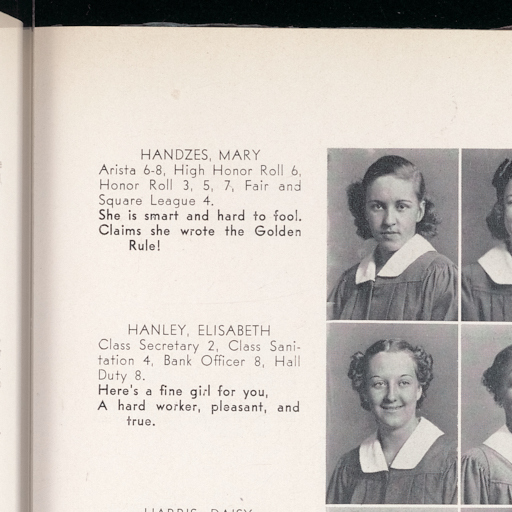 HANDZES, MARY
Arista 6-8, High Honor Roll 6,
Honor Roll 3, 5, 7, Fair and
Square League 4.
She is smart and hard to fool.
Claims she wrote the Golden
Rule!
HANLEY, ELISABETH
Class Secretary 2, Class Sani-
tation 4, Bank Officer 8, Hall
Duty 8.
Here's a fine girl for you,
A hard worker, pleasant, and
true.
HARRIS, DAISY